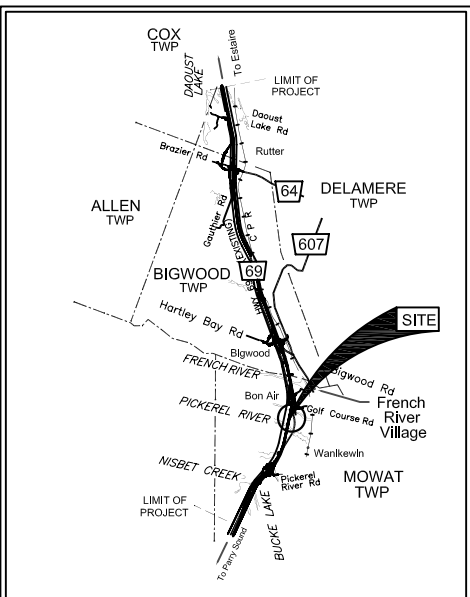 COX
TWP
To Estaire
DAOUST
LAKE
LIMIT OF
PROJECT
Daoust
Lake Rd
Brazier Rd
Rutter
64
DELAMERE
TWP
ALLEN
TWP
Gauthier Rd
607
C P R
HWY 69 (EXISTING)
69
BIGWOOD
TWP
Hartley Bay Rd
SITE
Bigwood
FRENCH RIVER
Bigwood Rd
Bon Air
French
River
Village
PICKEREL RIVER
Golf Course Rd
Wanikewin
NISBET CREEK
MOWAT
TWP
Pickerel
River Rd
LIMIT OF
PROJECT
BUCKE LAKE
To Parry Sound